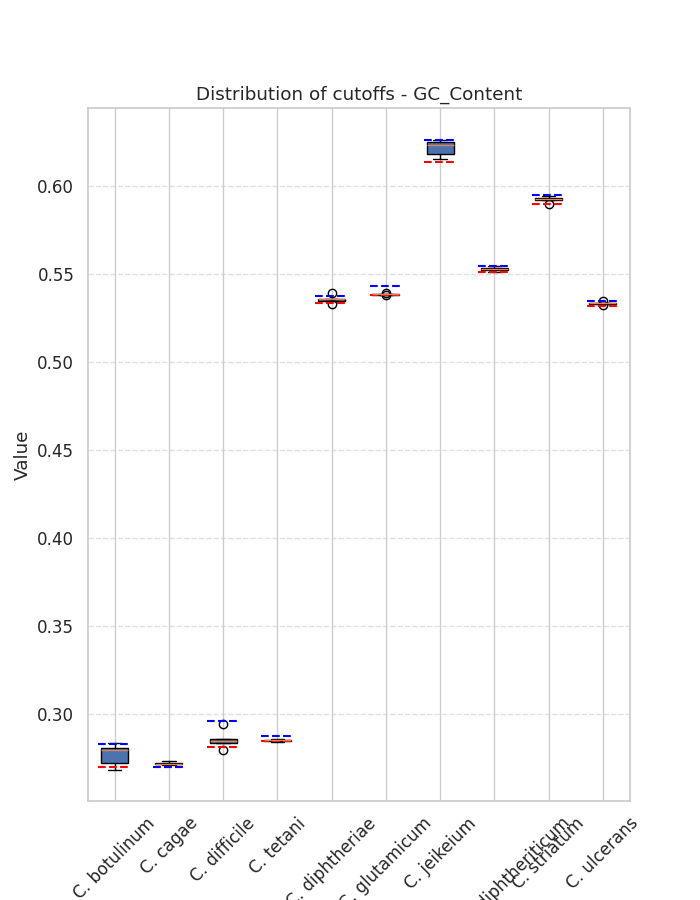 Distribution of cutoffs - GC_Content
Value
0.60
0.55
0.50
0.45
0.40
0.35
0.30
C. botulinum
C. cagae
C. difficile
C. tetani
C. diphtheriae
C. glutamicum
C. jeikeium
diphtheriticum
C. striatum
C. ulcerans